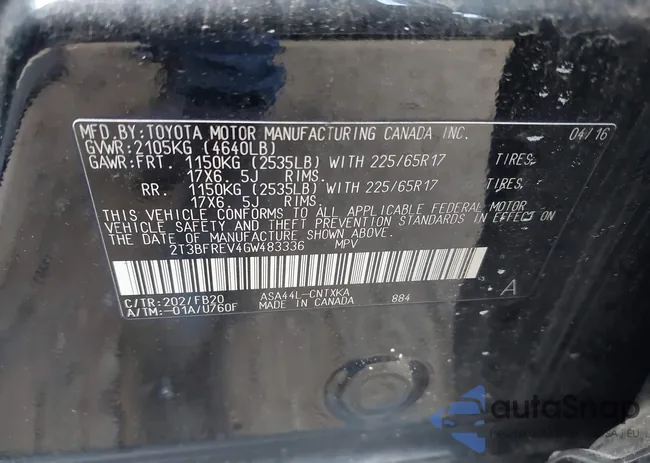 MFD.BY:TOYOTA MOTOR MANUFACTURING CANADA INC. 04/16
GVWR:2105KG (4640LB)
GAWR:FRT. 1150KG (2535LB) WITH 225/65R17 TIRES,
17X6. 5J RIMS.
RR. 1150KG (2535LB) WITH 225/65R17 TIRES,
17X6. 5J RIMS.
THIS VEHICLE CONFORMS TO ALL APPLICABLE FEDERAL MOTOR
VEHICLE SAFETY AND THEFT PREVENTION STANDARDS IN EFFECT ON
THE DATE OF MANUFACTURE SHOWN ABOVE.
2T3BFREV4GW483336 MPV
C/TR:202/FB20 ASA44L-CNTXKA A
A/TM:-01A/U760F MADE IN CANADA 884
autoSnap